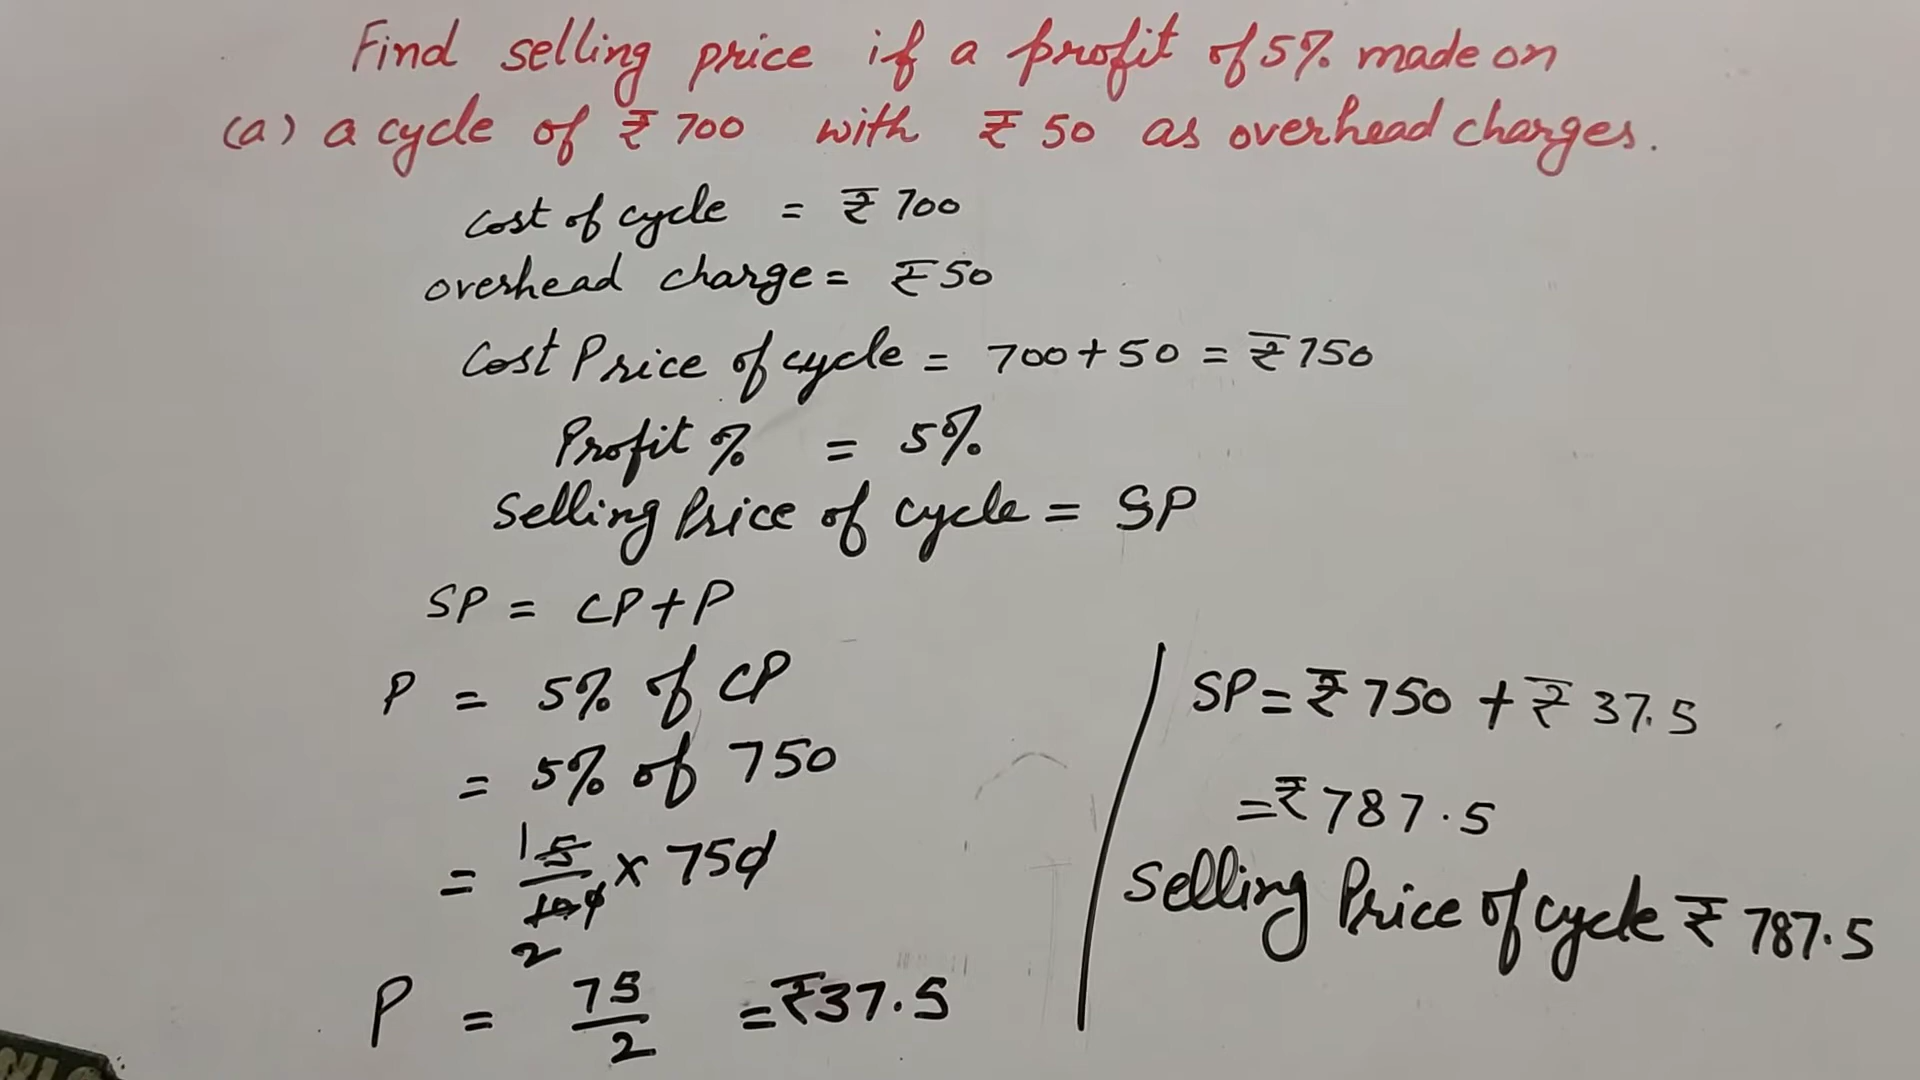 Find selling price if a profit of 5% made on
(a) a cycle of ₹ 700 with ₹ 50 as overhead charges.
Cost of cycle = ₹ 700
overhead charge = ₹ 50
Cost Price of cycle = 700 + 50 = ₹ 750
Profit % = 5%
Selling Price of cycle = SP
SP = CP + P
P = 5% of CP
= 5% of 750
1
= 5/100 × 750
2
P = 75/2 = ₹37.5
SP = ₹ 750 + ₹ 37.5
= ₹ 787.5
Selling Price of cycle ₹ 787.5